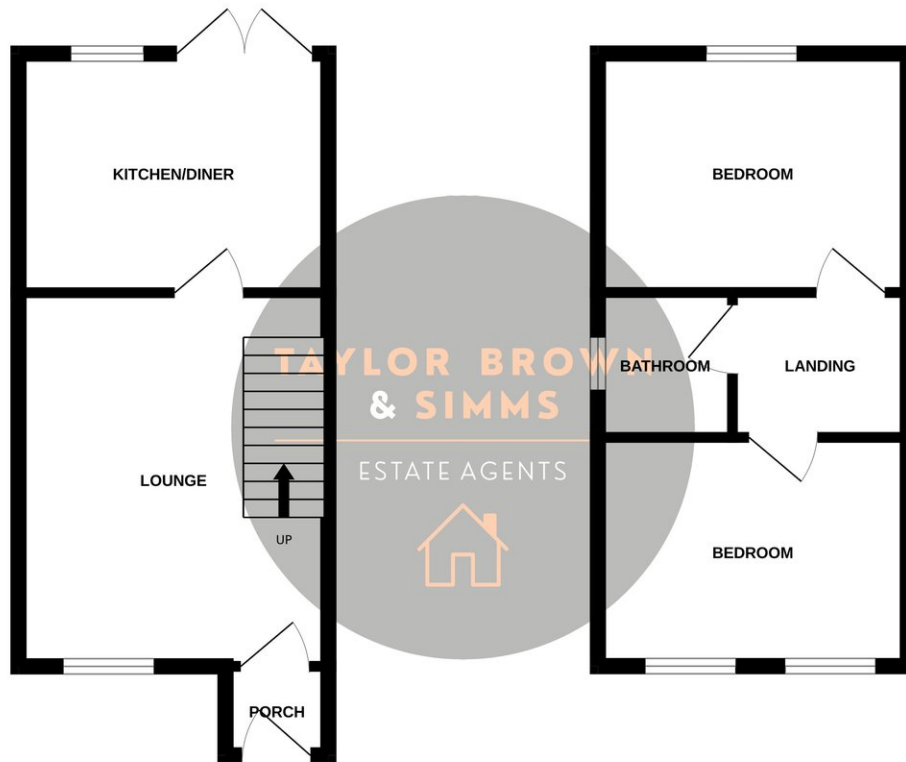 KITCHEN/DINER
BEDROOM
TAYLOR BROWN
& SIMMS
ESTATE AGENTS
BATHROOM
LANDING
LOUNGE
UP
BEDROOM
PORCH